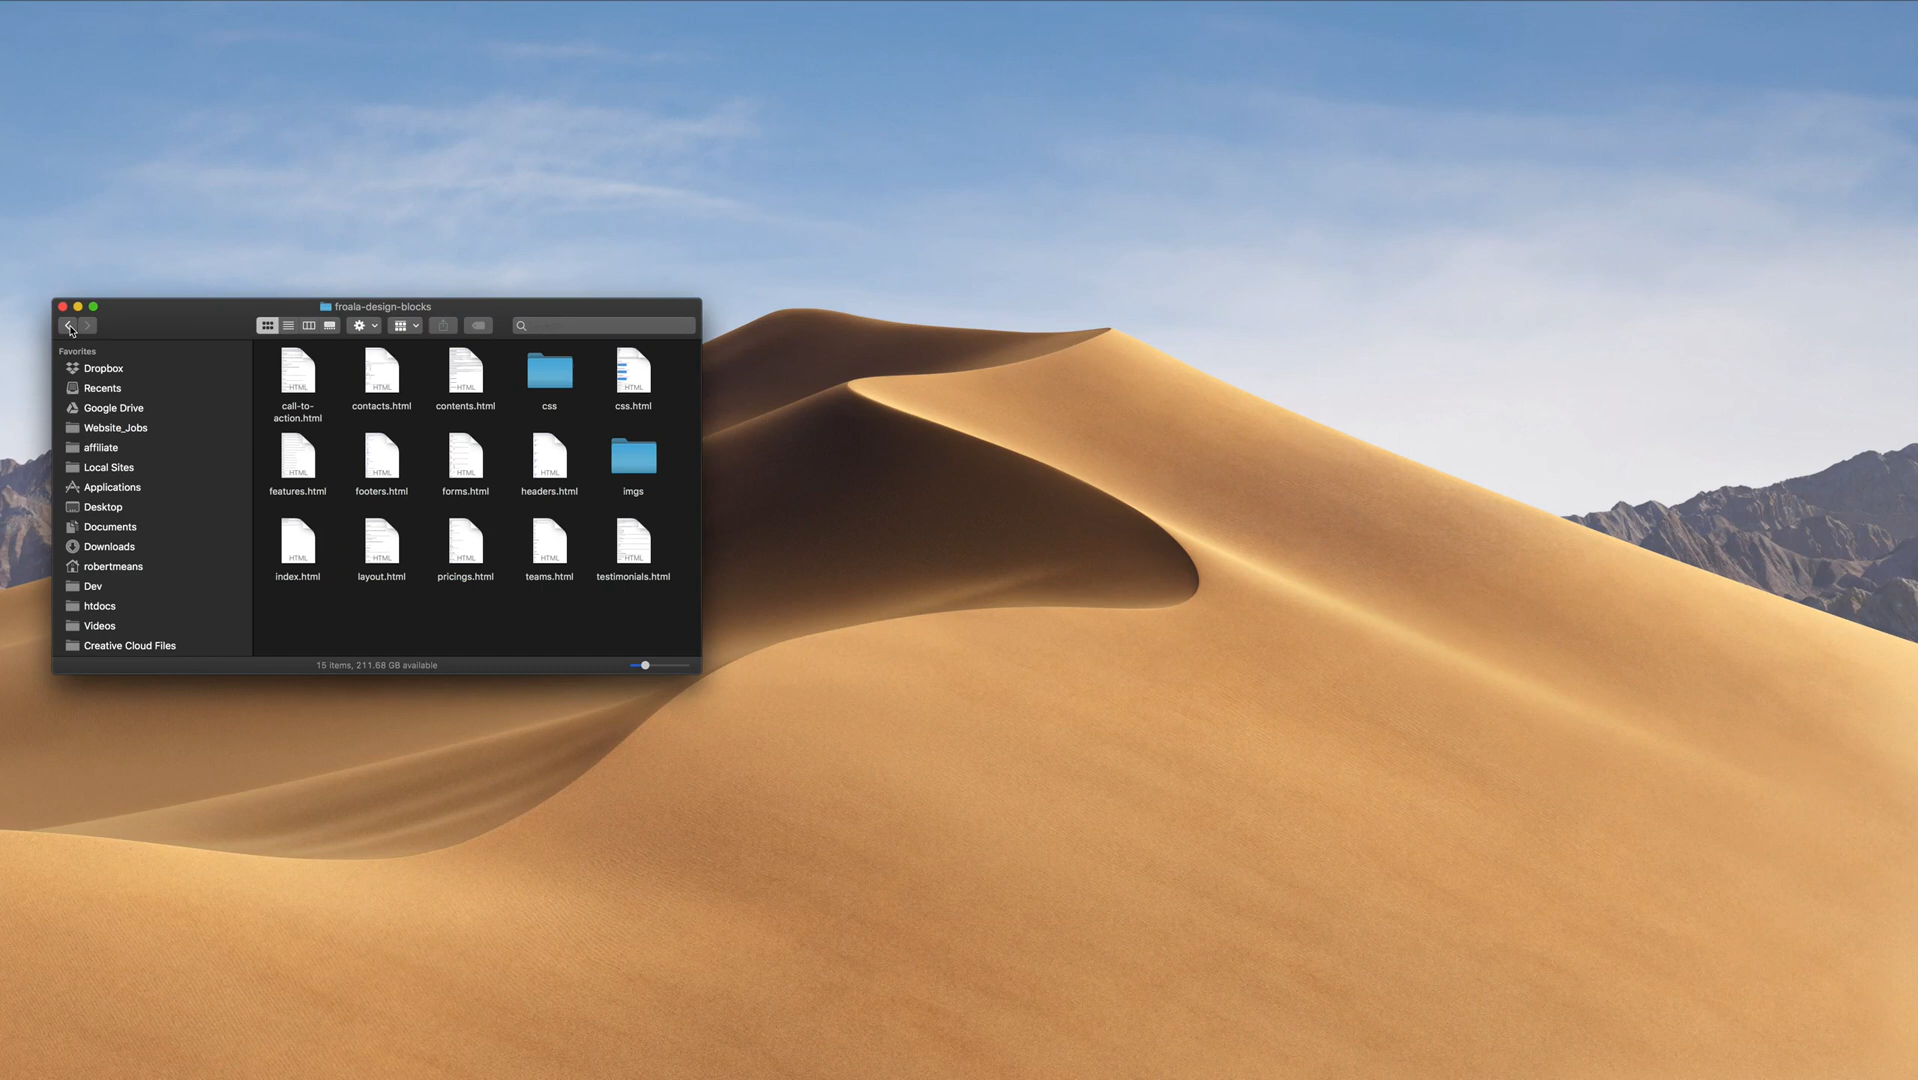 froala-design-blocks
Favorites
Dropbox
Recents
Google Drive
Website_Jobs
affiliate
Local Sites
Applications
Desktop
Documents
Downloads
robertmeans
Dev
htdocs
Videos
Creative Cloud Files
HTML HTML HTML HTML
call-to-
action.html
contacts.html
contents.html
css
css.html
HTML HTML HTML HTML
features.html
footers.html
forms.html
headers.html
imgs
HTML HTML HTML HTML HTML
index.html
layout.html
pricings.html
teams.html
testimonials.html
15 items, 211.68 GB available